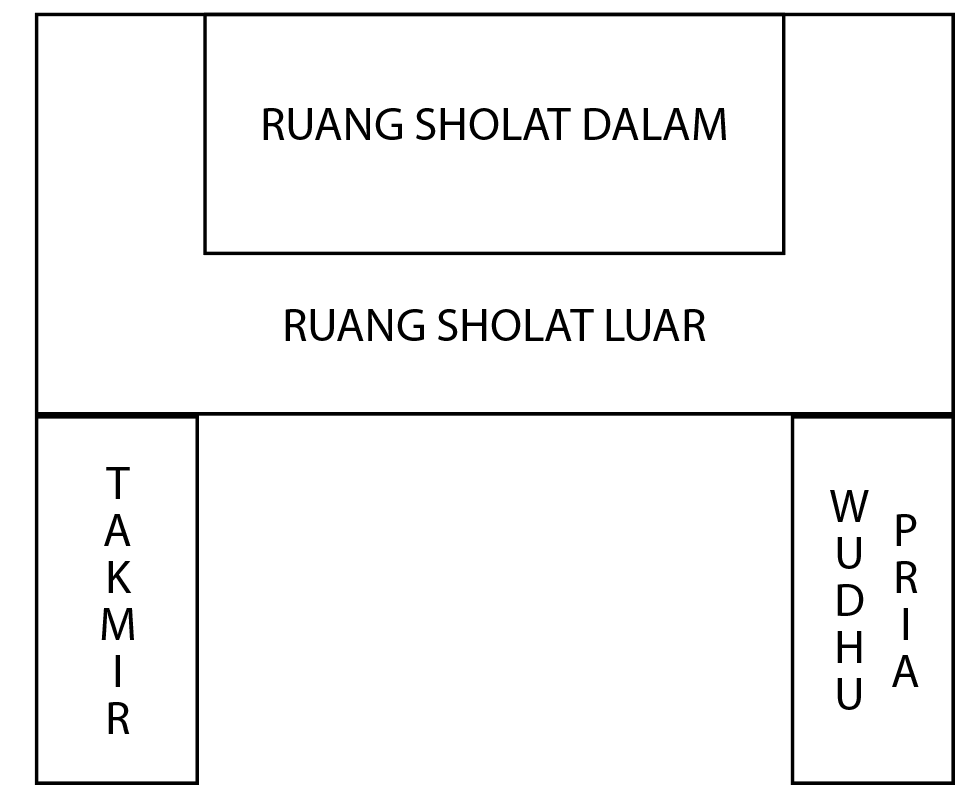 RUANG SHOLAT DALAM
RUANG SHOLAT LUAR
TAKMIR
WUDHU
PRIA